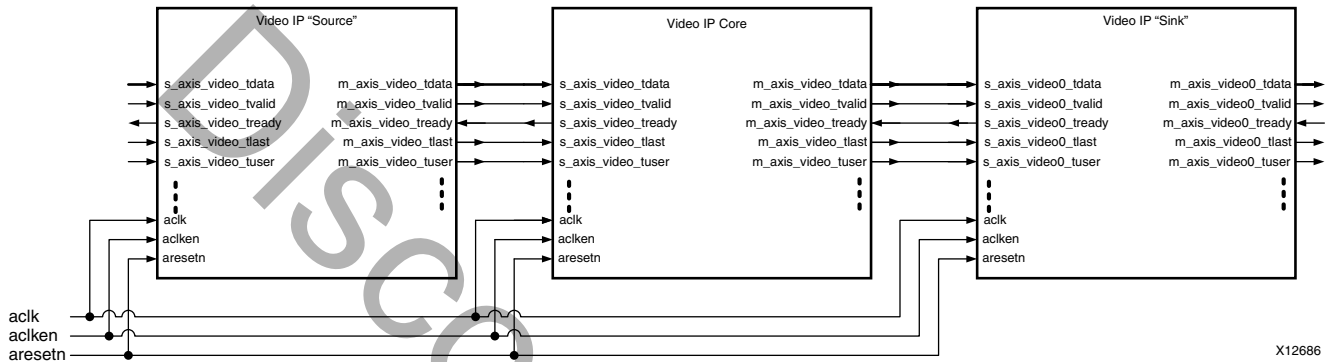 Video IP “Source”
s_axis_video_tdata m_axis_video_tdata
s_axis_video_tvalid m_axis_video_tvalid
s_axis_video_tready m_axis_video_tready
s_axis_video_tlast m_axis_video_tlast
s_axis_video_tuser m_axis_video_tuser
aclk
aclken
aresetn
Video IP Core
s_axis_video_tdata m_axis_video_tdata
s_axis_video_tvalid m_axis_video_tvalid
s_axis_video_tready m_axis_video_tready
s_axis_video_tlast m_axis_video_tlast
s_axis_video_tuser m_axis_video_tuser
aclk
aclken
aresetn
Video IP “Sink”
s_axis_video0_tdata m_axis_video0_tdata
s_axis_video0_tvalid m_axis_video0_tvalid
s_axis_video0_tready m_axis_video0_tready
s_axis_video0_tlast m_axis_video0_tlast
s_axis_video0_tuser m_axis_video0_tuser
aclk
aclken
aresetn
aclk
aclken
aresetn
X12686
Disco